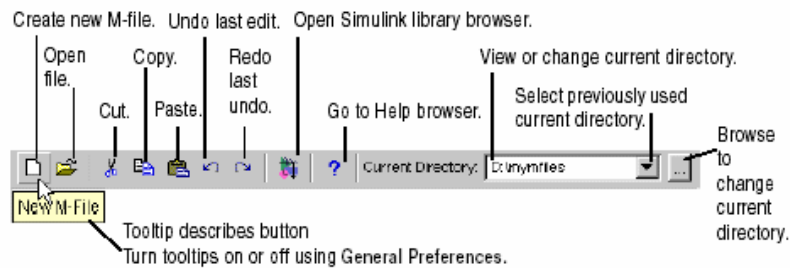 Create new M-file. Undo last edit. Open Simulink library browser.
Open
file.
Copy.
Redo
last
undo.
View or change current directory.
Cut.
Paste.
Go to Help browser.
Select previously used
current directory.
Browse
to
change
current
directory.
? Current Directory: D:\mymfiles ...
New M-File
Tooltip describes button
Turn tooltips on or off using General Preferences.